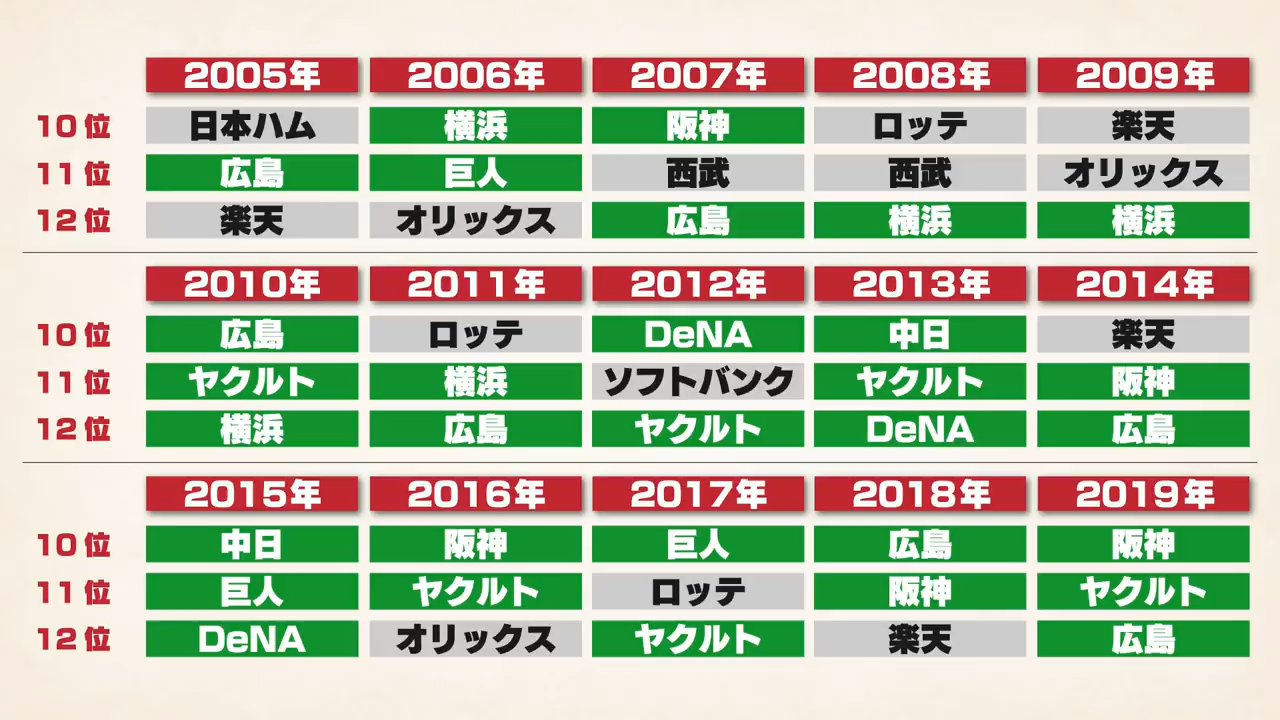 2005年 2006年 2007年 2008年 2009年
10位 日本ハム 横浜 阪神 ロッテ 楽天
11位 広島 巨人 西武 西武 オリックス
12位 楽天 オリックス 広島 横浜 横浜
2010年 2011年 2012年 2013年 2014年
10位 広島 ロッテ DeNA 中日 楽天
11位 ヤクルト 横浜 ソフトバンク ヤクルト 阪神
12位 横浜 広島 ヤクルト DeNA 広島
2015年 2016年 2017年 2018年 2019年
10位 中日 阪神 巨人 広島 阪神
11位 巨人 ヤクルト ロッテ 阪神 ヤクルト
12位 DeNA オリックス ヤクルト 楽天 広島